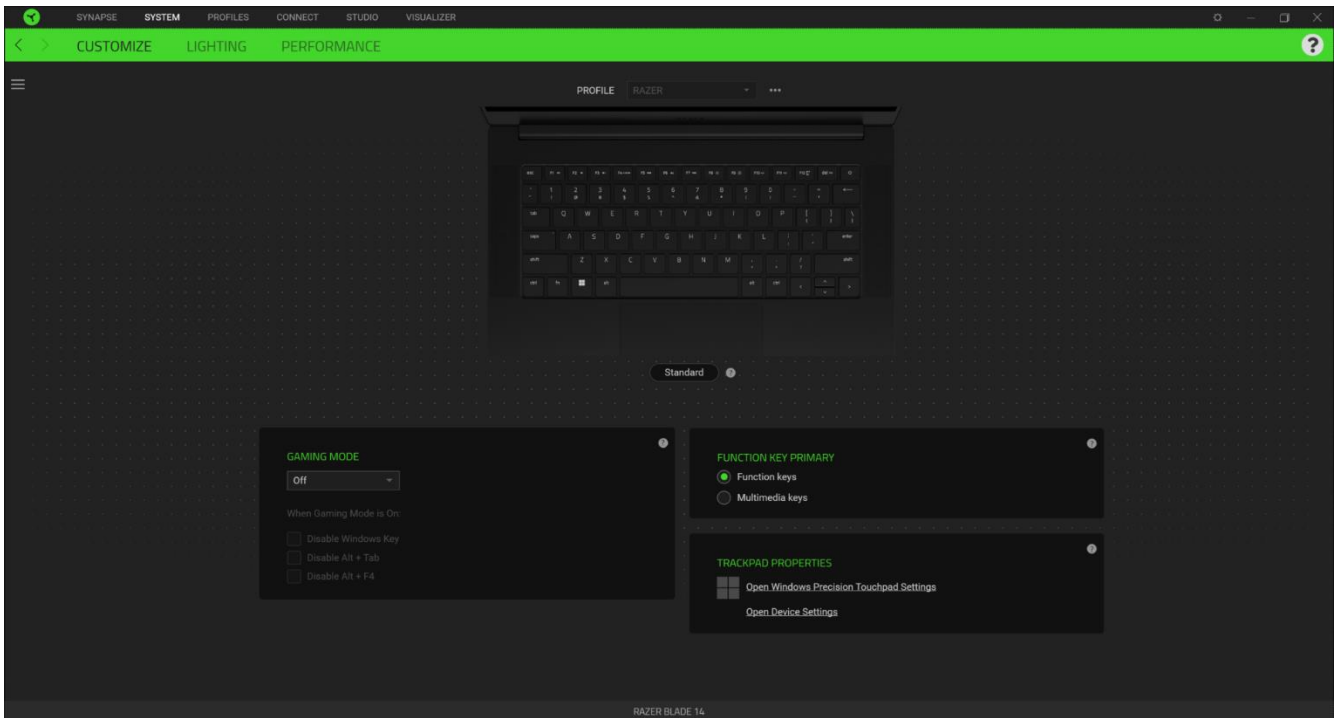 SYNAPSE SYSTEM PROFILES CONNECT STUDIO VISUALIZER
CUSTOMIZE LIGHTING PERFORMANCE ?
PROFILE RAZER
Q W E R T Y U I O P
A S D F G H J K L
Z X C V B N M
Standard ?
GAMING MODE ?
Off
When Gaming Mode is On:
Disable Windows Key
Disable Alt + Tab
Disable Alt + F4
FUNCTION KEY PRIMARY ?
Function keys
Multimedia keys
TRACKPAD PROPERTIES ?
Open Windows Precision Touchpad Settings
Open Device Settings
RAZER BLADE 14